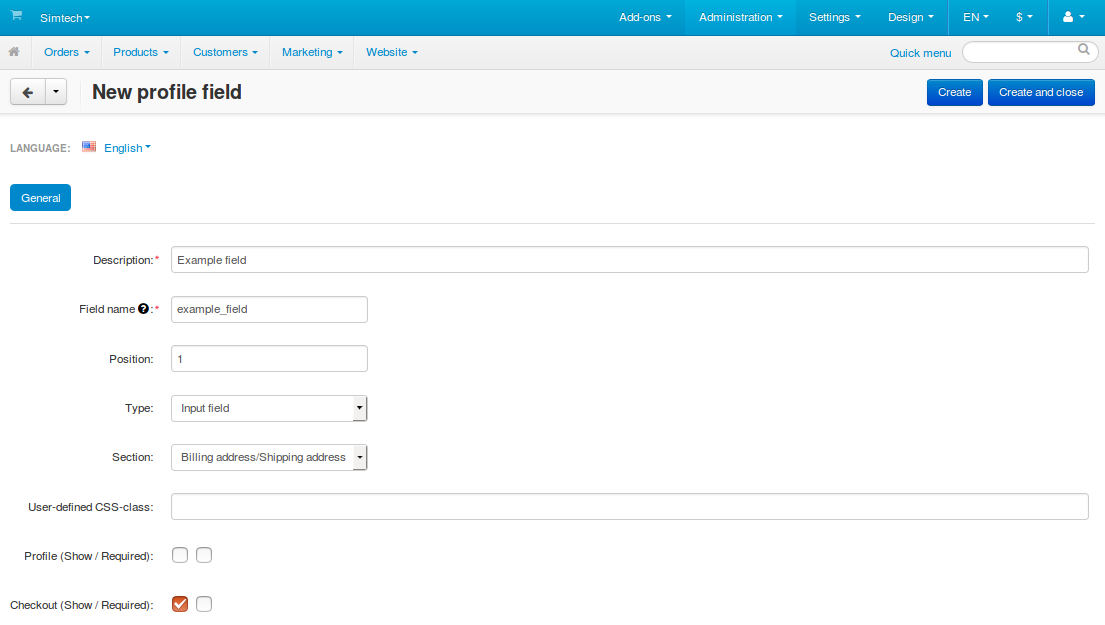 Simtech Add-ons Administration Settings Design EN $
Orders Products Customers Marketing Website Quick menu
New profile field Create Create and close
LANGUAGE: English
General
Description:* Example field
Field name ?:* example_field
Position: 1
Type: Input field
Section: Billing address/Shipping address
User-defined CSS-class:
Profile (Show / Required):
Checkout (Show / Required):